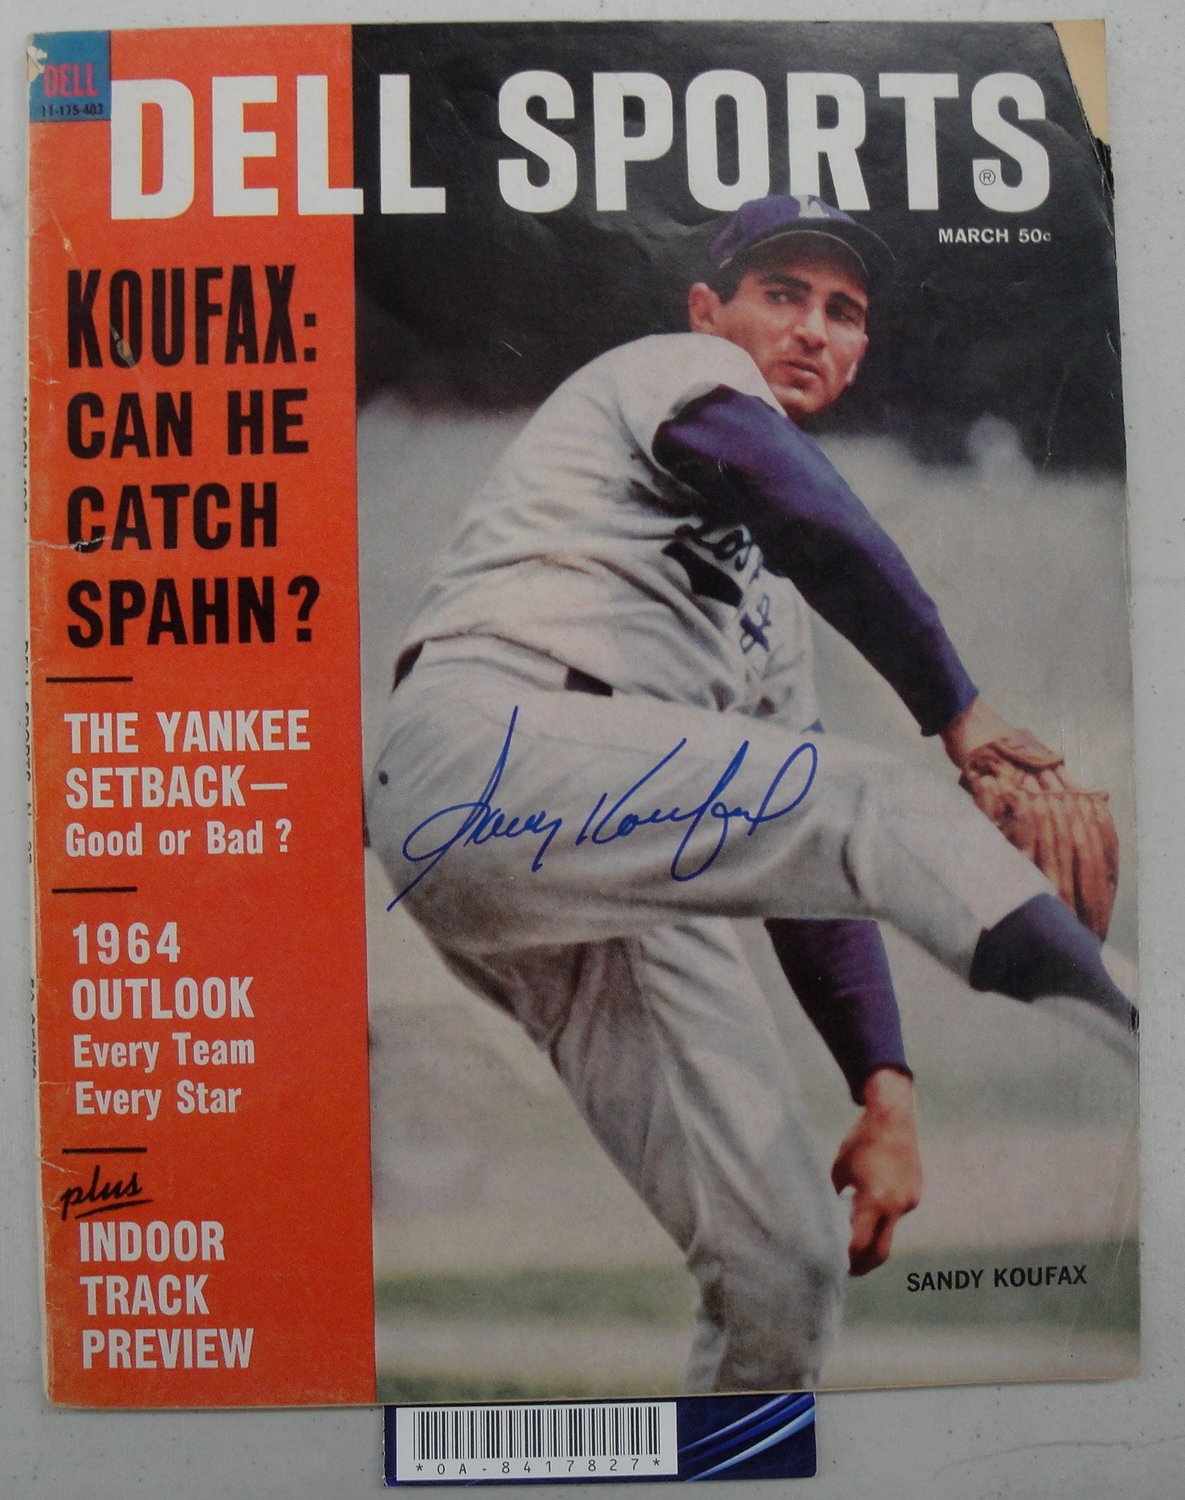 DELL
11-175-403
DELL SPORTS
®
MARCH 50¢
KOUFAX:
CAN HE
CATCH
SPAHN?
THE YANKEE
SETBACK—
Good or Bad?
1964
OUTLOOK
Every Team
Every Star
plus
INDOOR
TRACK
PREVIEW
Sandy Koufax
SANDY KOUFAX
*0A-8417827*